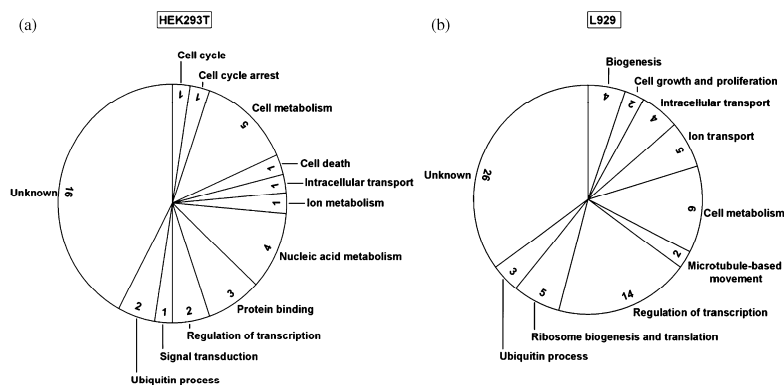 HEK293T
L929
(a)
(b)
Cell cycle
1
Cell cycle arrest
1
Cell metabolism
5
Cell death
1
Intracellular transport
1
Ion metabolism
1
Nucleic acid metabolism
4
Protein binding
3
Regulation of transcription
2
Signal transduction
1
Ubiquitin process
2
Unknown
16
Biogenesis
4
Cell growth and proliferation
2
Intracellular transport
4
Ion transport
5
Cell metabolism
9
Microtubule-based
movement
2
Regulation of transcription
14
Ribosome biogenesis and translation
5
Ubiquitin process
3
Unknown
26